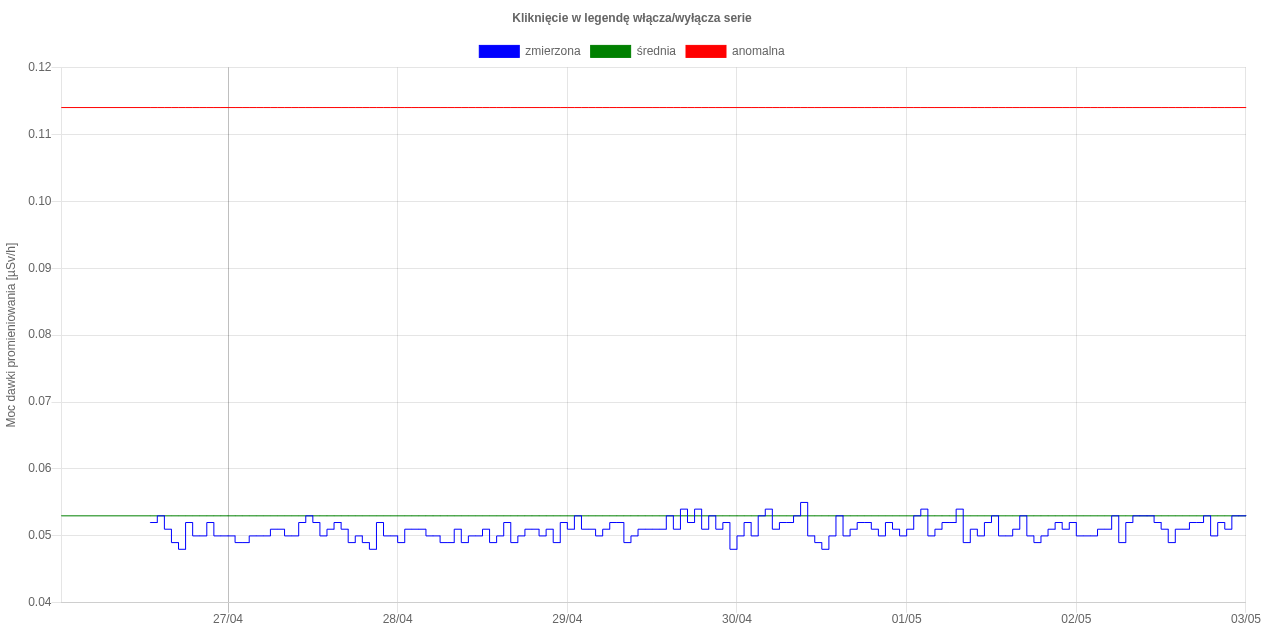 Kliknięcie w legendę włącza/wyłącza serie
zmierzona średnia anomalna
Moc dawki promieniowania [µSv/h]
0.12
0.11
0.10
0.09
0.08
0.07
0.06
0.05
0.04
27/04 28/04 29/04 30/04 01/05 02/05 03/05